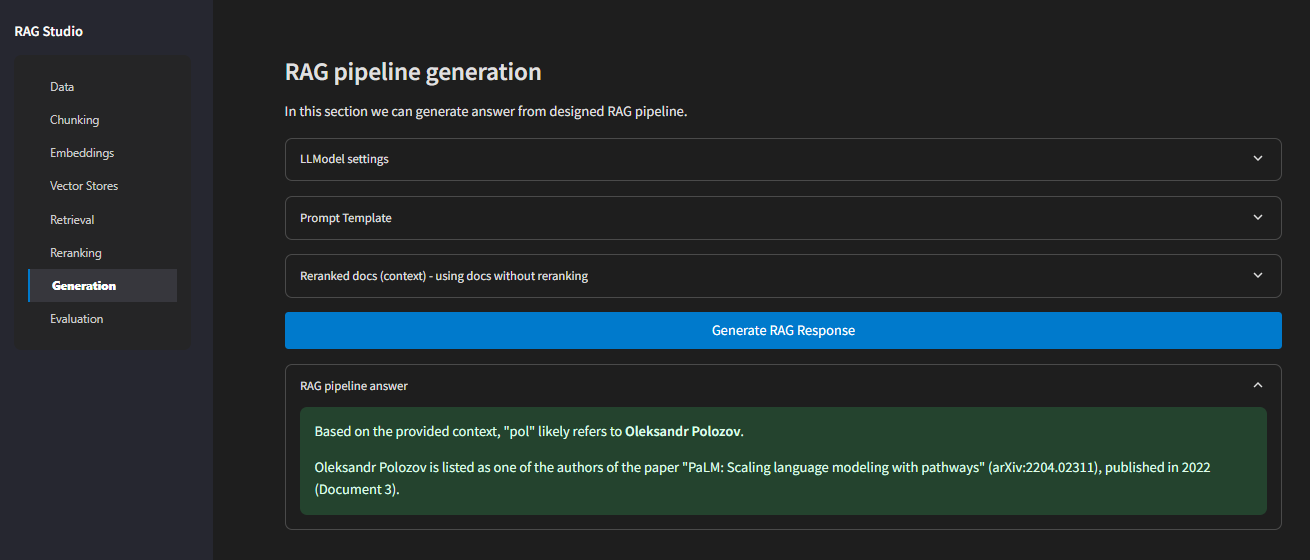 RAG Studio
Data
Chunking
Embeddings
Vector Stores
Retrieval
Reranking
Generation
Evaluation
RAG pipeline generation
In this section we can generate answer from designed RAG pipeline.
LLModel settings
Prompt Template
Reranked docs (context) - using docs without reranking
Generate RAG Response
RAG pipeline answer
Based on the provided context, "pol" likely refers to Oleksandr Polozov.
Oleksandr Polozov is listed as one of the authors of the paper "PaLM: Scaling language modeling with pathways" (arXiv:2204.02311), published in 2022
(Document 3).